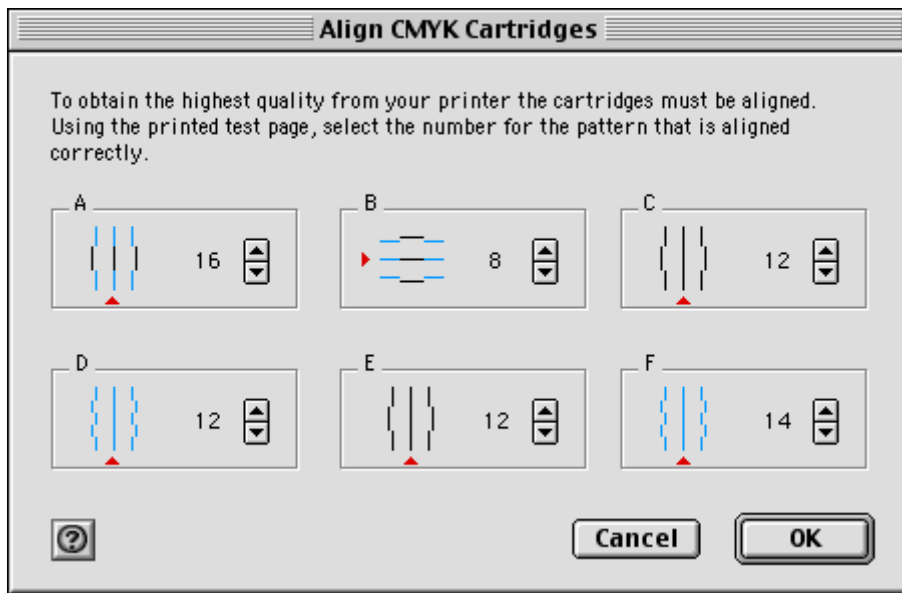 Align CMYK Cartridges
To obtain the highest quality from your printer the cartridges must be aligned.
Using the printed test page, select the number for the pattern that is aligned
correctly.
A
16
B
8
C
12
D
12
E
12
F
14
?
Cancel
OK